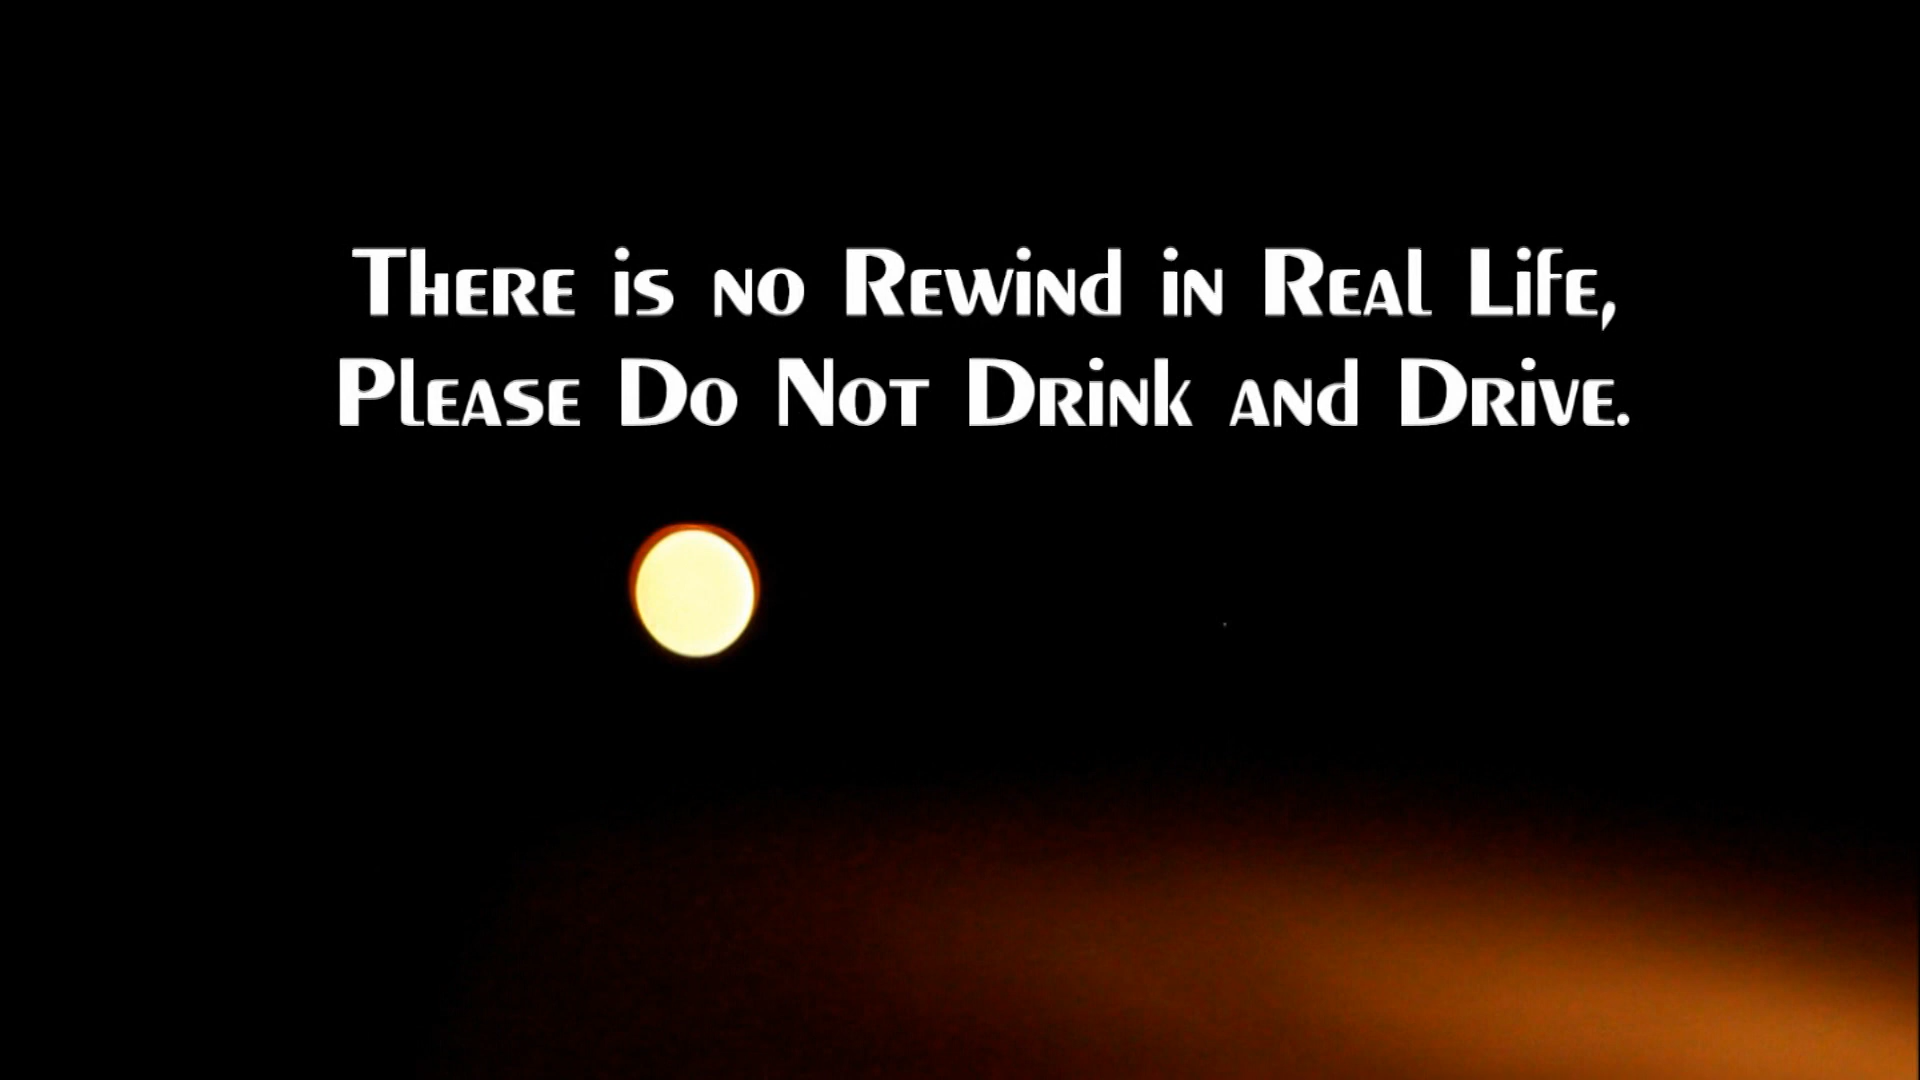 There is no Rewind in Real Life,
Please Do Not Drink and Drive.